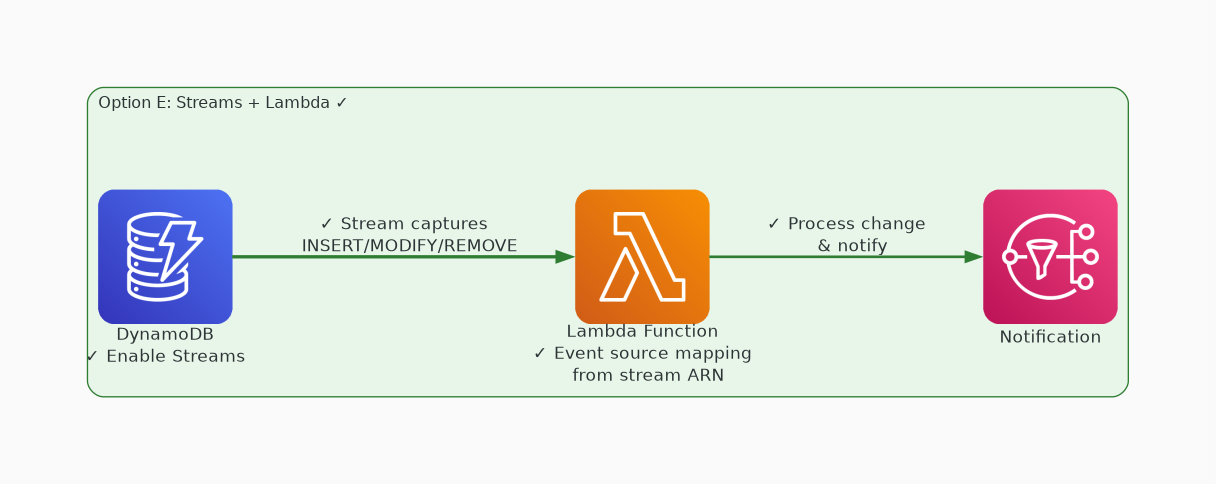 Option E: Streams + Lambda ✓
✓ Stream captures
INSERT/MODIFY/REMOVE
✓ Process change
& notify
DynamoDB
✓ Enable Streams
Lambda Function
✓ Event source mapping
from stream ARN
Notification